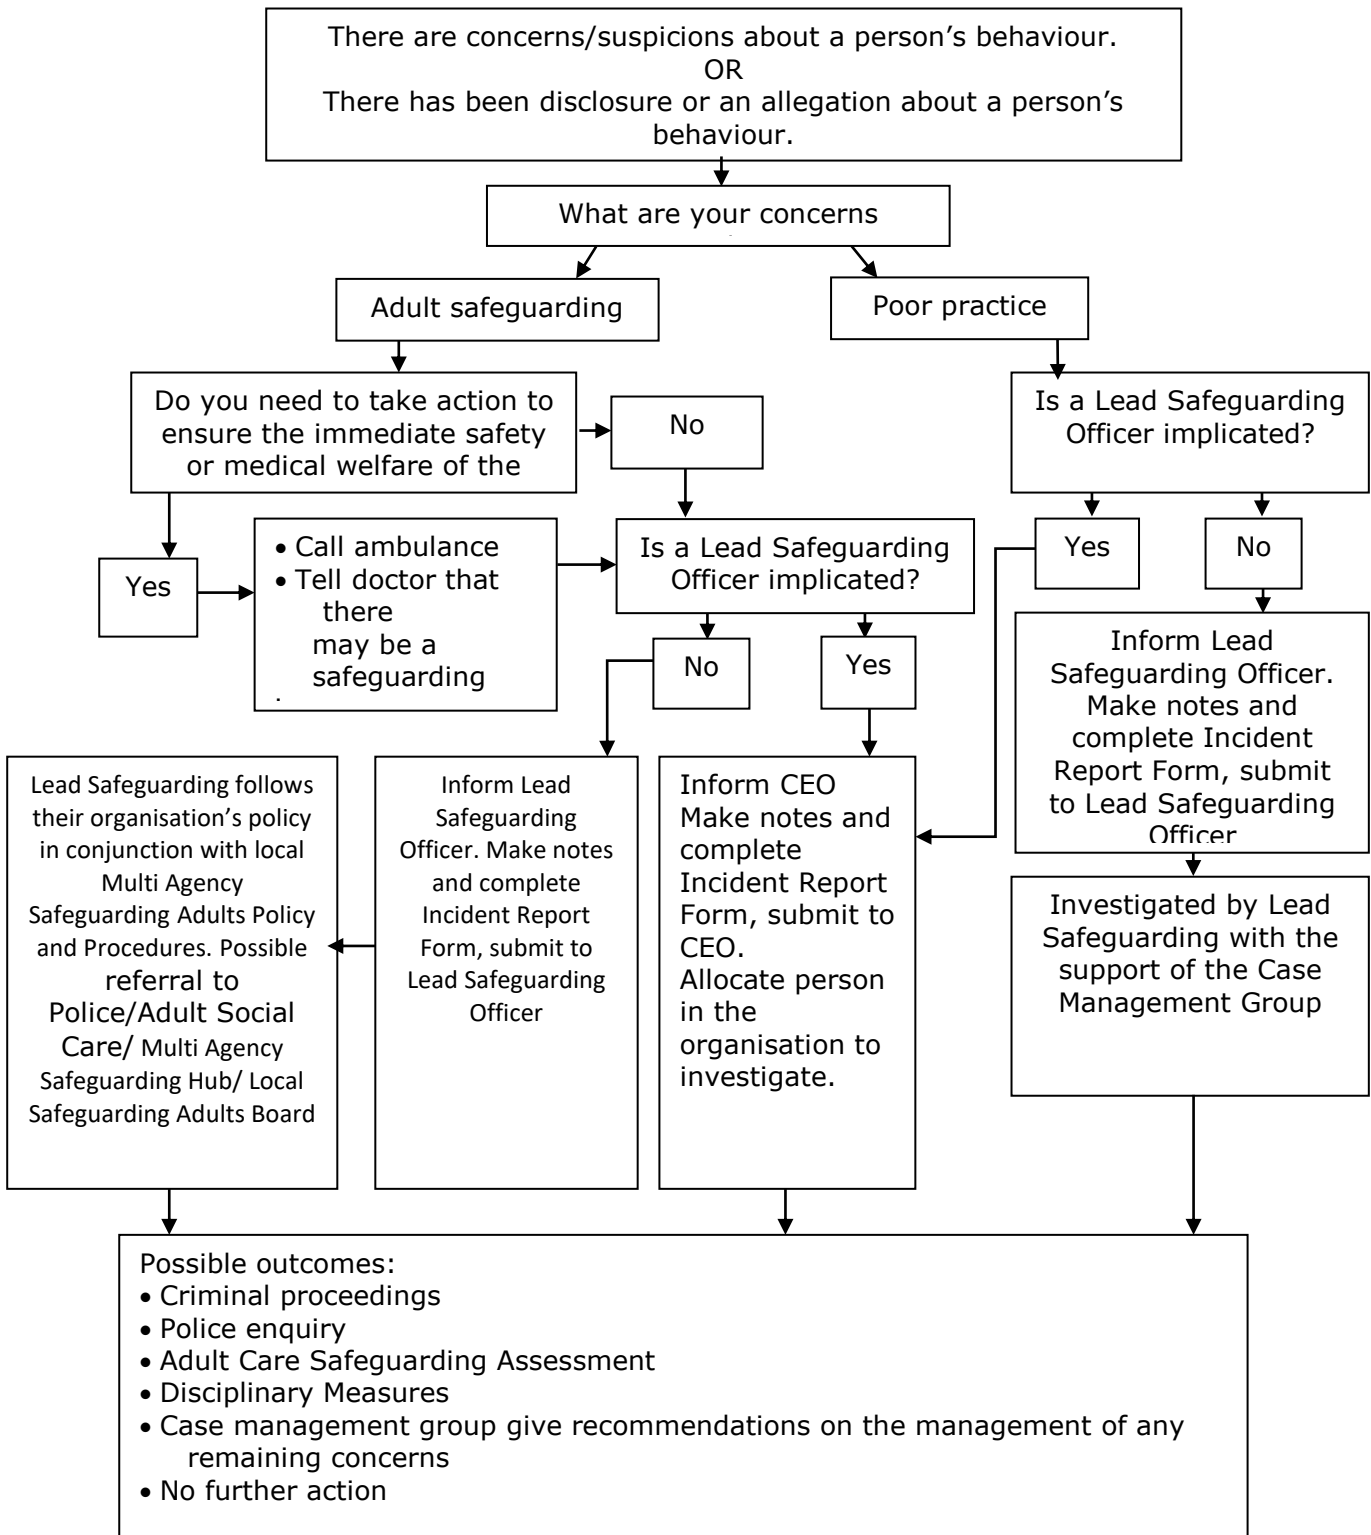 There are concerns/suspicions about a person's behaviour.
OR
There has been disclosure or an allegation about a person's
behaviour.
What are your concerns
Adult safeguarding
Poor practice
Do you need to take action to
ensure the immediate safety
or medical welfare of the
No
Is a Lead Safeguarding
Officer implicated?
Yes
• Call ambulance
• Tell doctor that
there
may be a
safeguarding
.
Is a Lead Safeguarding
Officer implicated?
Yes
No
No
Yes
Inform Lead
Safeguarding Officer.
Make notes and
complete Incident
Report Form, submit
to Lead Safeguarding
Officer
Lead Safeguarding follows
their organisation's policy
in conjunction with local
Multi Agency
Safeguarding Adults Policy
and Procedures. Possible
referral to
Police/Adult Social
Care/ Multi Agency
Safeguarding Hub/ Local
Safeguarding Adults Board
Inform Lead
Safeguarding
Officer. Make notes
and complete
Incident Report
Form, submit to
Lead Safeguarding
Officer
Inform CEO
Make notes and
complete
Incident Report
Form, submit to
CEO.
Allocate person
in the
organisation to
investigate.
Investigated by Lead
Safeguarding with the
support of the Case
Management Group
Possible outcomes:
• Criminal proceedings
• Police enquiry
• Adult Care Safeguarding Assessment
• Disciplinary Measures
• Case management group give recommendations on the management of any
remaining concerns
• No further action